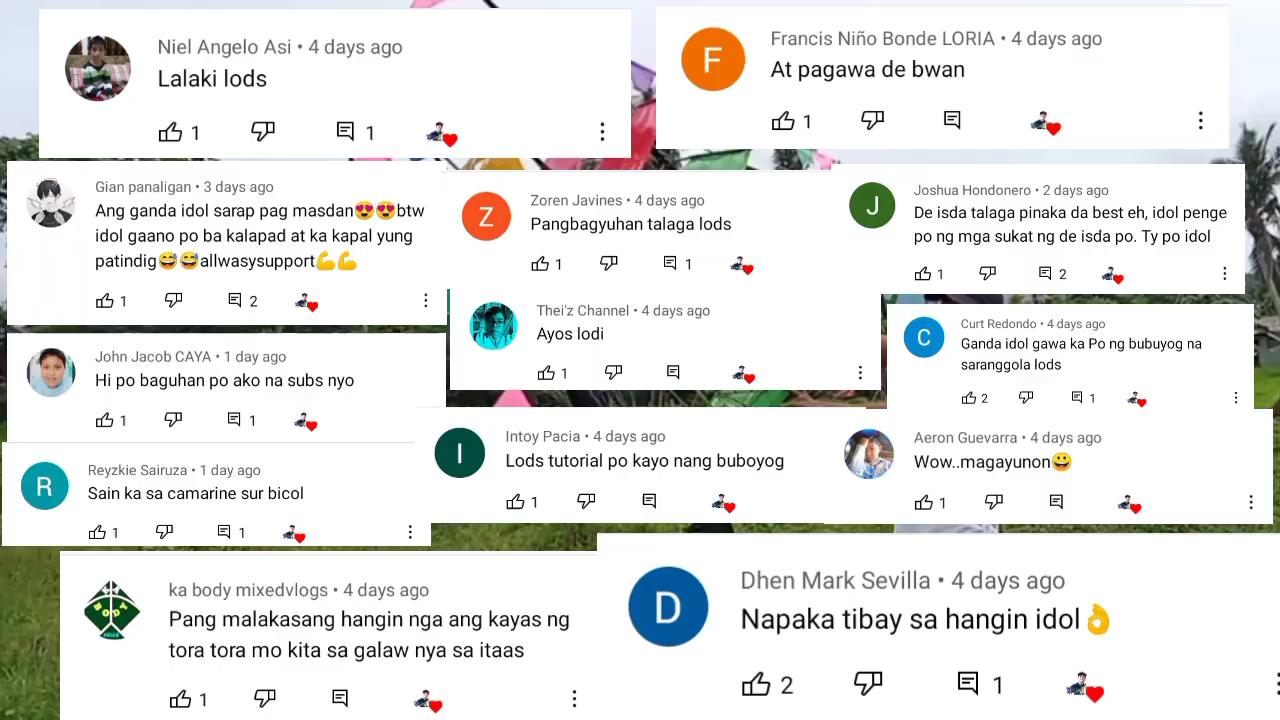 Niel Angelo Asi • 4 days ago
Lalaki lods
1
1
F
Francis Niño Bonde LORIA • 4 days ago
At pagawa de bwan
1
Gian panaligan • 3 days ago
Ang ganda idol sarap pag masdan😍😍btw
idol gaano po ba kalapad at ka kapal yung
patindig😅😅allwasysupport💪💪
1
2
Z
Zoren Javines • 4 days ago
Pangbagyuhan talaga lods
1
1
J
Joshua Hondonero • 2 days ago
De isda talaga pinaka da best eh, idol penge
po ng mga sukat ng de isda po. Ty po idol
1
2
Thei'z Channel • 4 days ago
Ayos lodi
1
C
Curt Redondo • 4 days ago
Ganda idol gawa ka Po ng bubuyog na
saranggola lods
2
1
John Jacob CAYA • 1 day ago
Hi po baguhan po ako na subs nyo
1
1
I
Intoy Pacia • 4 days ago
Lods tutorial po kayo nang buboyog
1
Aeron Guevarra • 4 days ago
Wow..magayunon😀
1
R
Reyzkie Sairuza • 1 day ago
Sain ka sa camarine sur bicol
1
1
BODY
ka body mixedvlogs • 4 days ago
Pang malakasang hangin nga ang kayas ng
tora tora mo kita sa galaw nya sa itaas
1
D
Dhen Mark Sevilla • 4 days ago
Napaka tibay sa hangin idol👌
2
1